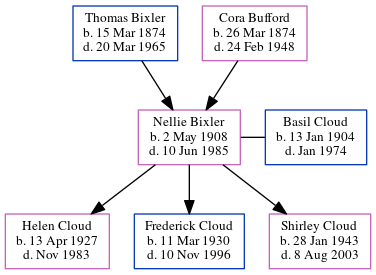 Thomas Bixler
b. 15 Mar 1874
d. 20 Mar 1965
Cora Bufford
b. 26 Mar 1874
d. 24 Feb 1948
Nellie Bixler
b. 2 May 1908
d. 10 Jun 1985
Basil Cloud
b. 13 Jan 1904
d. Jan 1974
Helen Cloud
b. 13 Apr 1927
d. Nov 1983
Frederick Cloud
b. 11 Mar 1930
d. 10 Nov 1996
Shirley Cloud
b. 28 Jan 1943
d. 8 Aug 2003